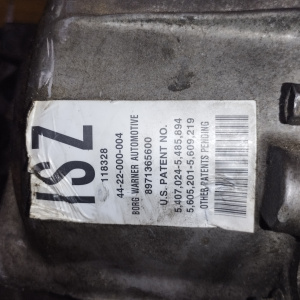 ISZ
118328
44-22-000-004
BORG WARNER AUTOMOTIVE
8971365600
U.S. PATENT NO.
5,407,024-5,485,894
5,605,201-5,609,219
OTHER PATENTS PENDING